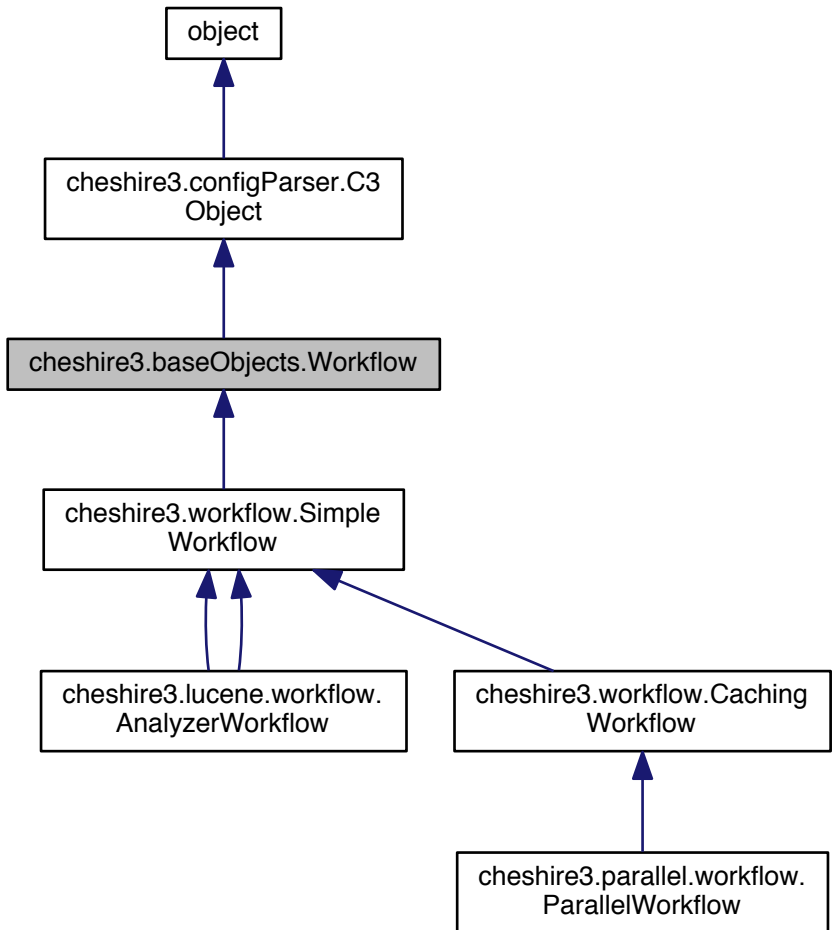 object
cheshire3.configParser.C3
Object
cheshire3.baseObjects.Workflow
cheshire3.workflow.Simple
Workflow
cheshire3.lucene.workflow.
AnalyzerWorkflow
cheshire3.workflow.Caching
Workflow
cheshire3.parallel.workflow.
ParallelWorkflow